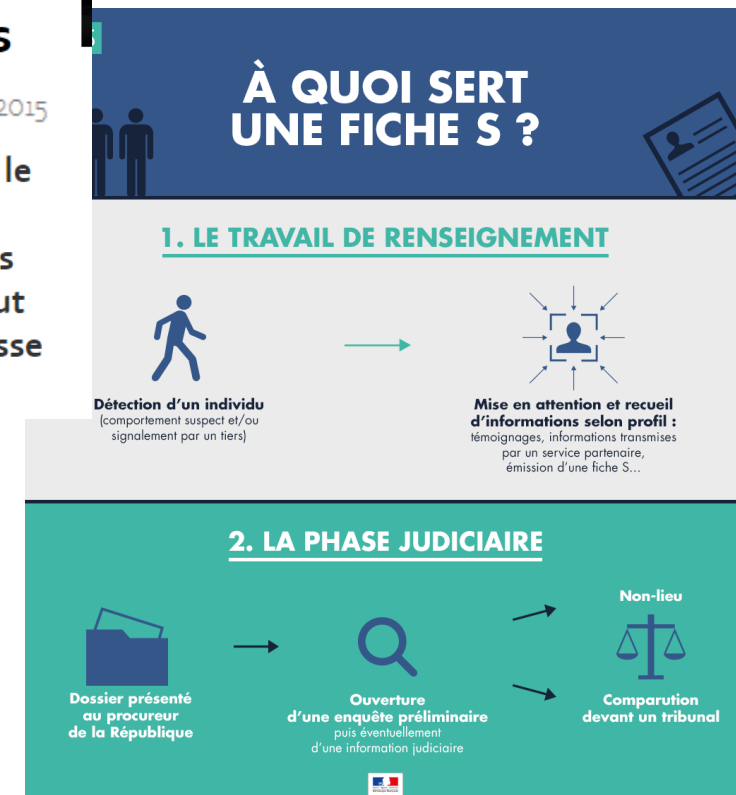 s
2015
le
s
ut
sse
À QUOI SERT
UNE FICHE S ?
1. LE TRAVAIL DE RENSEIGNEMENT
Détection d'un individu
(comportement suspect et/ou
signalement par un tiers)
Mise en attention et recueil
d'informations selon profil :
témoignages, informations transmises
par un service partenaire,
émission d'une fiche S...
2. LA PHASE JUDICIAIRE
Dossier présenté
au procureur
de la République
Ouverture
d'une enquête préliminaire
puis éventuellement
d'une information judiciaire
Non-lieu
Comparution
devant un tribunal